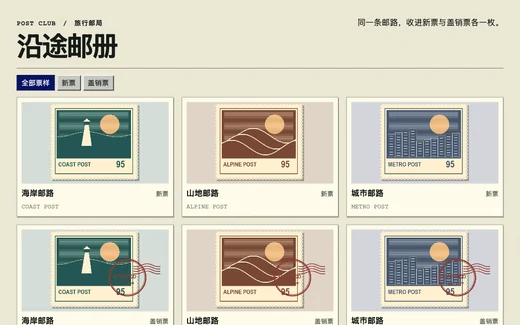 POST CLUB / 旅行邮局
同一条邮路，收进新票与盖销票各一枚。
沿途邮册
全部票样 新票 盖销票
COAST POST 95
ALPINE POST 95
METRO POST 95
海岸邮路 新票
COAST POST
山地邮路 新票
ALPINE POST
城市邮路 新票
METRO POST
COAST POST 95
ALPINE POST 95
METRO POST 95
海岸邮路 盖销票
山地邮路 盖销票
城市邮路 盖销票